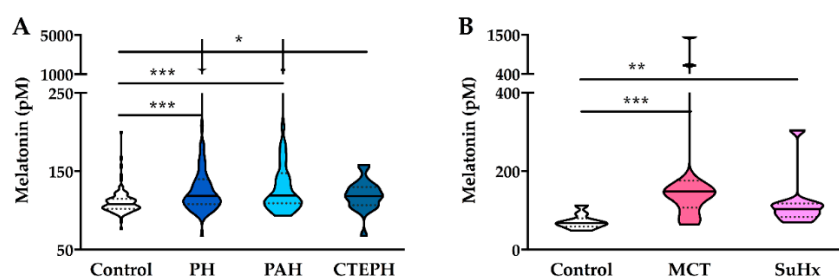 A
B
5000
*
1000
***
250
***
150
50
Melatonin (pM)
Control PH PAH CTEPH
1500
400
**
400
***
200
0
Melatonin (pM)
Control MCT SuHx